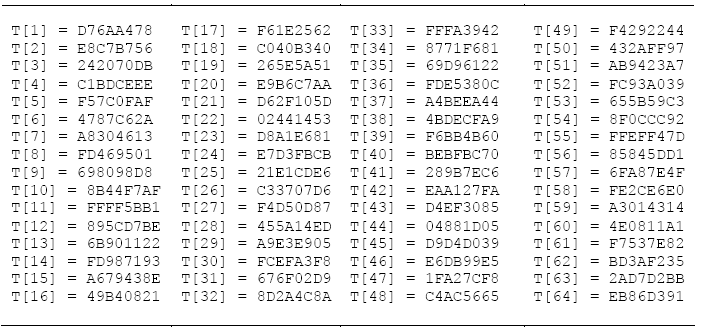 T[1] = D76AA478 T[17] = F61E2562 T[33] = FFFA3942 T[49] = F4292244
T[2] = E8C7B756 T[18] = C040B340 T[34] = 8771F681 T[50] = 432AFF97
T[3] = 242070DB T[19] = 265E5A51 T[35] = 69D96122 T[51] = AB9423A7
T[4] = C1BDCEEE T[20] = E9B6C7AA T[36] = FDE5380C T[52] = FC93A039
T[5] = F57C0FAF T[21] = D62F105D T[37] = A4BEEA44 T[53] = 655B59C3
T[6] = 4787C62A T[22] = 02441453 T[38] = 4BDECFA9 T[54] = 8F0CCC92
T[7] = A8304613 T[23] = D8A1E681 T[39] = F6BB4B60 T[55] = FFEFF47D
T[8] = FD469501 T[24] = E7D3FBCB T[40] = BEBFBC70 T[56] = 85845DD1
T[9] = 698098D8 T[25] = 21E1CDE6 T[41] = 289B7EC6 T[57] = 6FA87E4F
T[10] = 8B44F7AF T[26] = C33707D6 T[42] = EAA127FA T[58] = FE2CE6E0
T[11] = FFFF5BB1 T[27] = F4D50D87 T[43] = D4EF3085 T[59] = A3014314
T[12] = 895CD7BE T[28] = 455A14ED T[44] = 04881D05 T[60] = 4E0811A1
T[13] = 6B901122 T[29] = A9E3E905 T[45] = D9D4D039 T[61] = F7537E82
T[14] = FD987193 T[30] = FCEFA3F8 T[46] = E6DB99E5 T[62] = BD3AF235
T[15] = A679438E T[31] = 676F02D9 T[47] = 1FA27CF8 T[63] = 2AD7D2BB
T[16] = 49B40821 T[32] = 8D2A4C8A T[48] = C4AC5665 T[64] = EB86D391